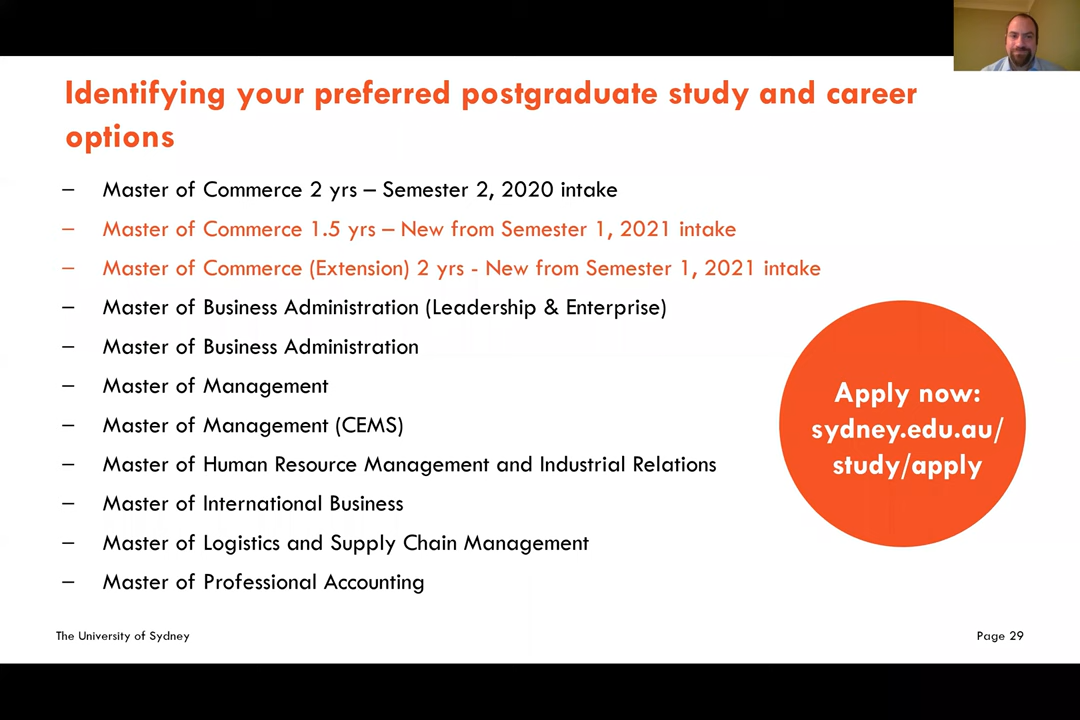 Identifying your preferred postgraduate study and career
options
– Master of Commerce 2 yrs – Semester 2, 2020 intake
– Master of Commerce 1.5 yrs – New from Semester 1, 2021 intake
– Master of Commerce (Extension) 2 yrs - New from Semester 1, 2021 intake
– Master of Business Administration (Leadership & Enterprise)
– Master of Business Administration
– Master of Management
– Master of Management (CEMS)
– Master of Human Resource Management and Industrial Relations
– Master of International Business
– Master of Logistics and Supply Chain Management
– Master of Professional Accounting
Apply now:
sydney.edu.au/
study/apply
The University of Sydney
Page 29